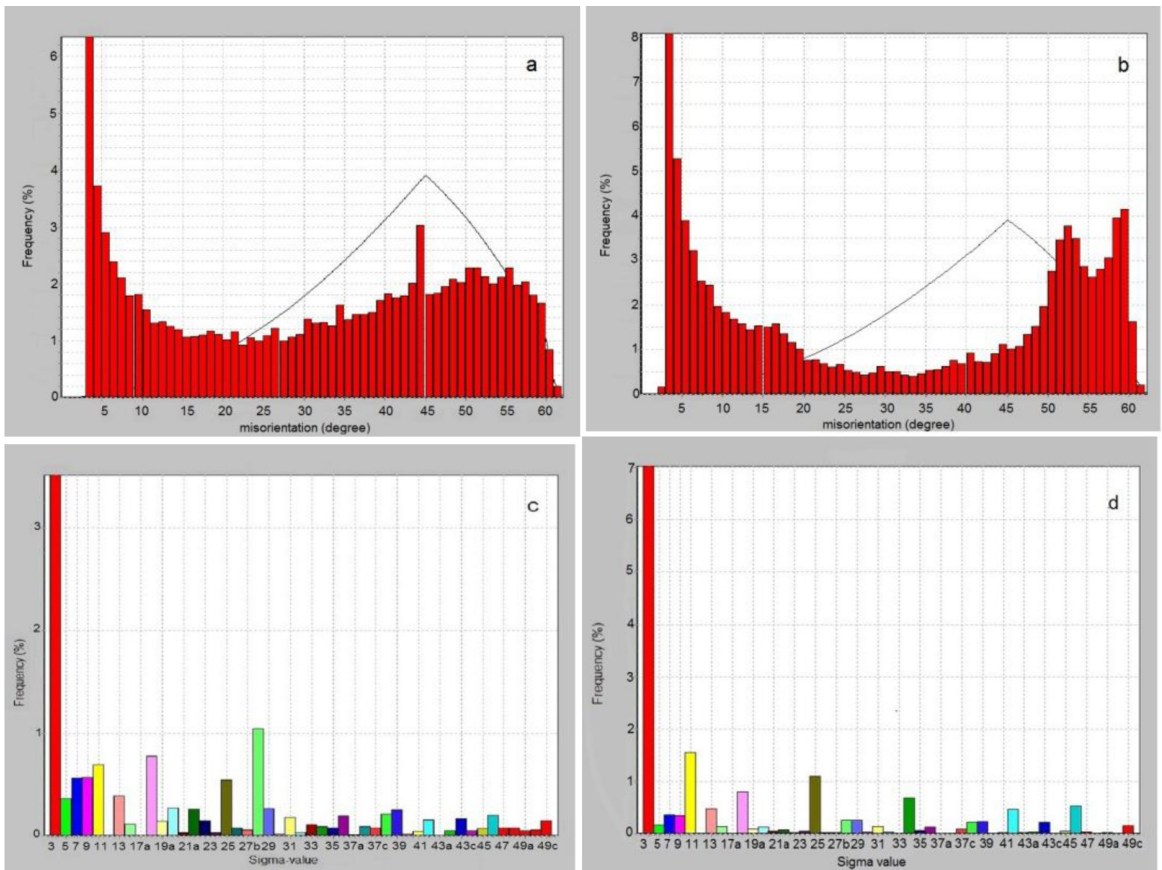 a
6
5
4
3
2
1
0
Frequency (%)
5 10 15 20 25 30 35 40 45 50 55 60
misorientation (degree)
b
8
7
6
5
4
3
2
1
0
Frequency (%)
5 10 15 20 25 30 35 40 45 50 55 60
misorientation (degree)
c
3
2
1
0
Frequency (%)
3 5 7 9 11 13 17a 19a 21a 23 25 27b 29 31 33 35 37a 37c 39 41 43a 43c 45 47 49a 49c
Sigma-value
d
7
6
5
4
3
2
1
0
Frequency (%)
3 5 7 9 11 13 17a 19a 21a 23 25 27b 29 31 33 35 37a 37c 39 41 43a 43c 45 47 49a 49c
Sigma value